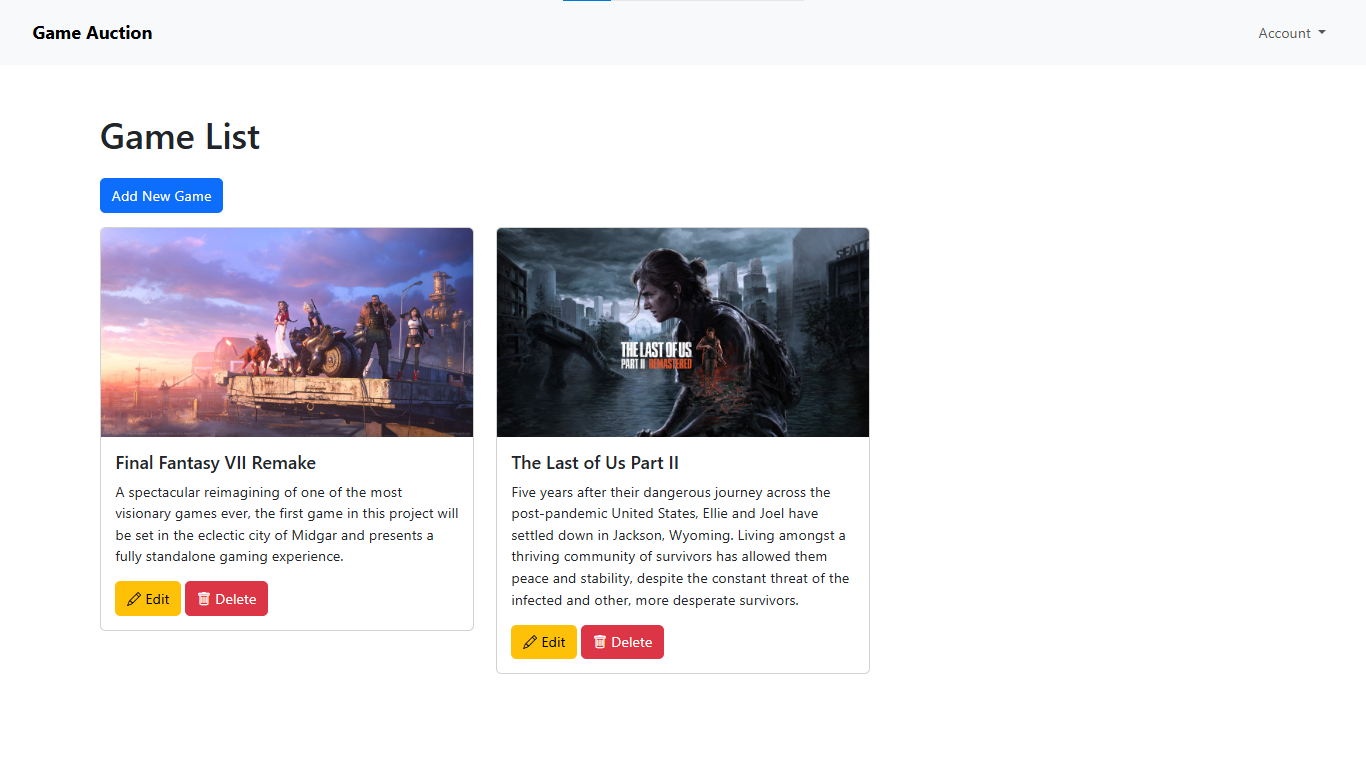 Game Auction
Account
Game List
Add New Game
SEATT
THE LAST OF US
PART II REMASTERED
Final Fantasy VII Remake
A spectacular reimagining of one of the most
visionary games ever, the first game in this project will
be set in the eclectic city of Midgar and presents a
fully standalone gaming experience.
Edit
Delete
The Last of Us Part II
Five years after their dangerous journey across the
post-pandemic United States, Ellie and Joel have
settled down in Jackson, Wyoming. Living amongst a
thriving community of survivors has allowed them
peace and stability, despite the constant threat of the
infected and other, more desperate survivors.
Edit
Delete